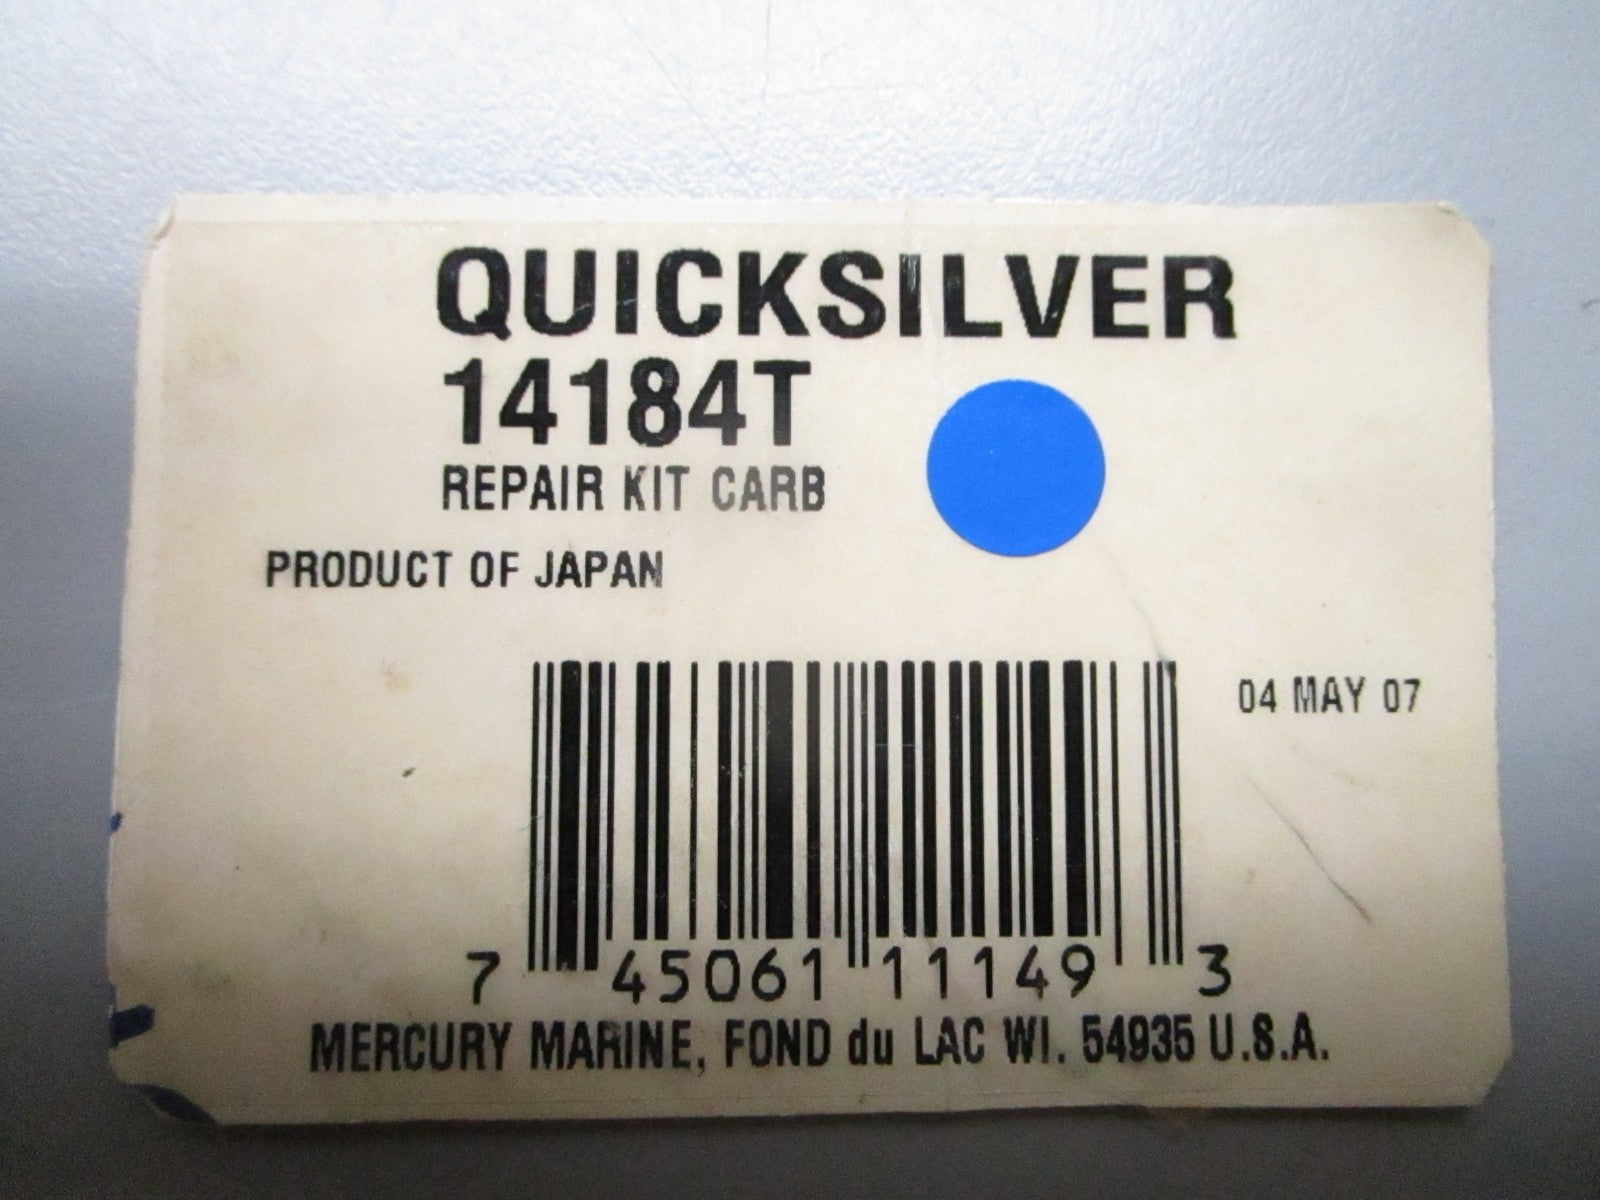 QUICKSILVER
14184T
REPAIR KIT CARB
PRODUCT OF JAPAN
04 MAY 07
7 45061 11149 3
MERCURY MARINE, FOND du LAC WI. 54935 U.S.A.